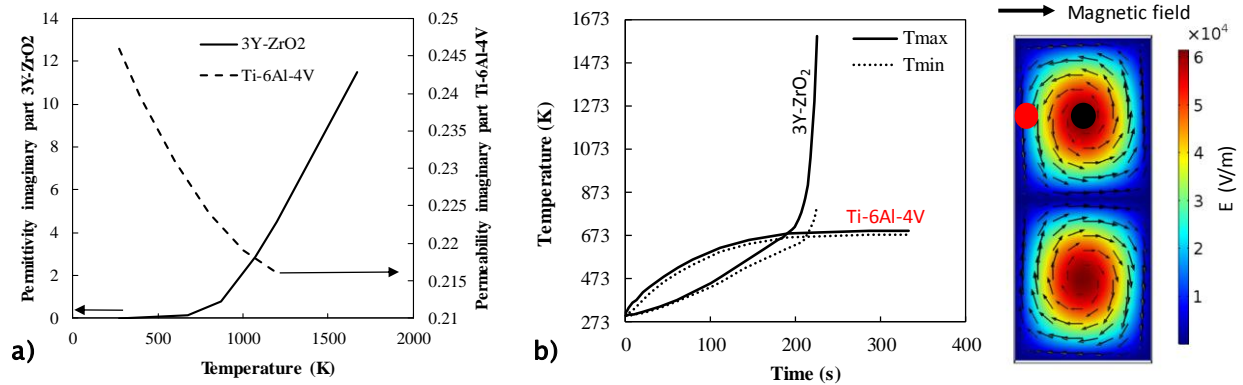 a)
Permittivity imaginary part 3Y-ZrO2
14
12
10
8
6
4
2
0
3Y-ZrO2
Ti-6Al-4V
0.25
0.245
0.24
0.235
0.23
0.225
0.22
0.215
0.21
Permeability imaginary part Ti-6Al-4V
0 500 1000 1500 2000
Temperature (K)
b)
Temperature (K)
1673
1473
1273
1073
873
673
473
273
Tmax
Tmin
3Y-ZrO₂
Ti-6Al-4V
0 100 200 300 400
Time (s)
Magnetic field
×10⁴
6
5
4
3
2
1
E (V/m)